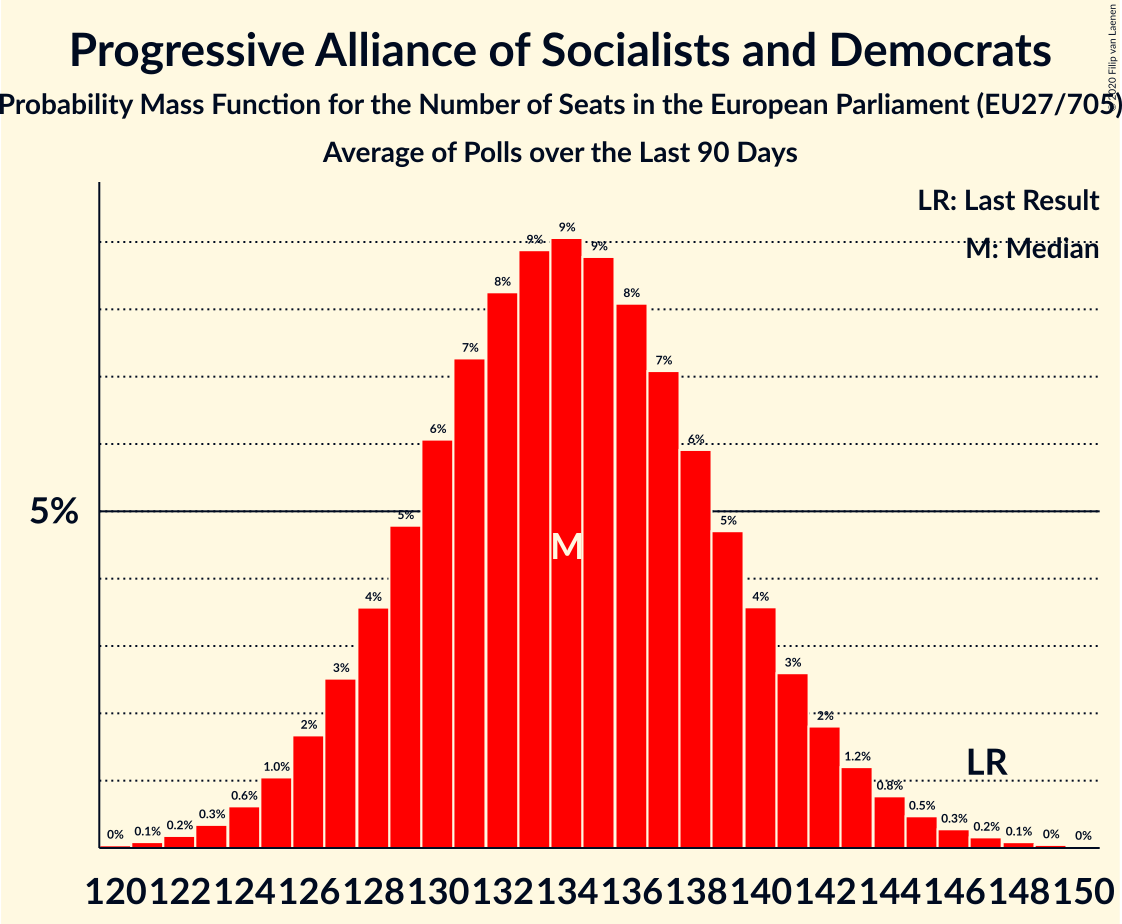 Progressive Alliance of Socialists and Democrats
Probability Mass Function for the Number of Seats in the European Parliament (EU27/705)
Average of Polls over the Last 90 Days
© 2020 Filip van Laenen
LR: Last Result
M: Median
5%
0% 0.1% 0.2% 0.3% 0.6% 1.0% 2% 3% 4% 5% 6% 7% 8% 9% 9% 9% 8% 7% 6% 5% 4% 3% 2% 1.2% 0.8% 0.5% 0.3% 0.2% 0.1% 0% 0%
M
LR
120 122 124 126 128 130 132 134 136 138 140 142 144 146 148 150